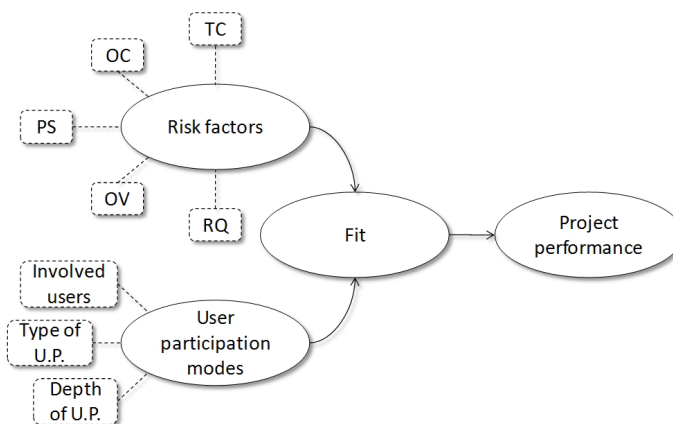 TC
OC
PS
Risk factors
OV
RQ
Fit
Project
performance
Involved
users
Type of
U.P.
User
participation
modes
Depth
of U.P.